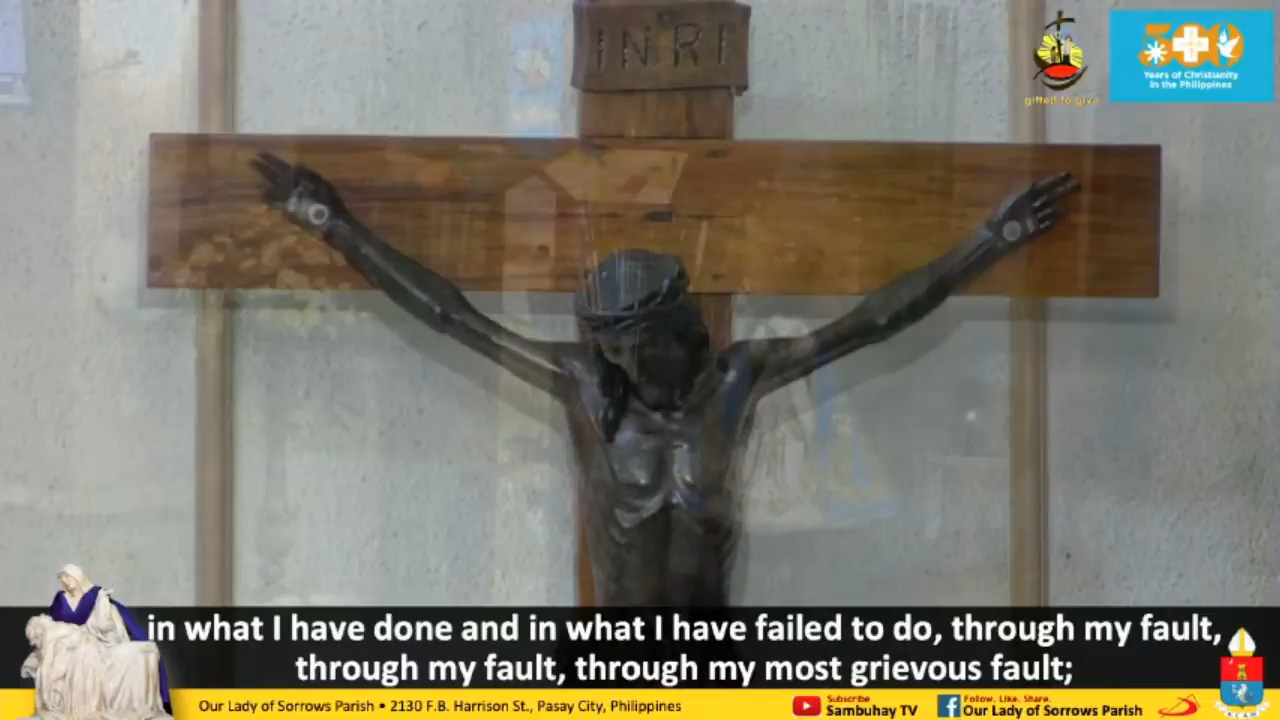 INRI
gifted to give
500
Years of Christianity
in the Philippines
in what I have done and in what I have failed to do, through my fault,
through my fault, through my most grievous fault;
Our Lady of Sorrows Parish • 2130 F.B. Harrison St., Pasay City, Philippines
Subscribe
Sambuhay TV
Follow. Like. Share.
Our Lady of Sorrows Parish